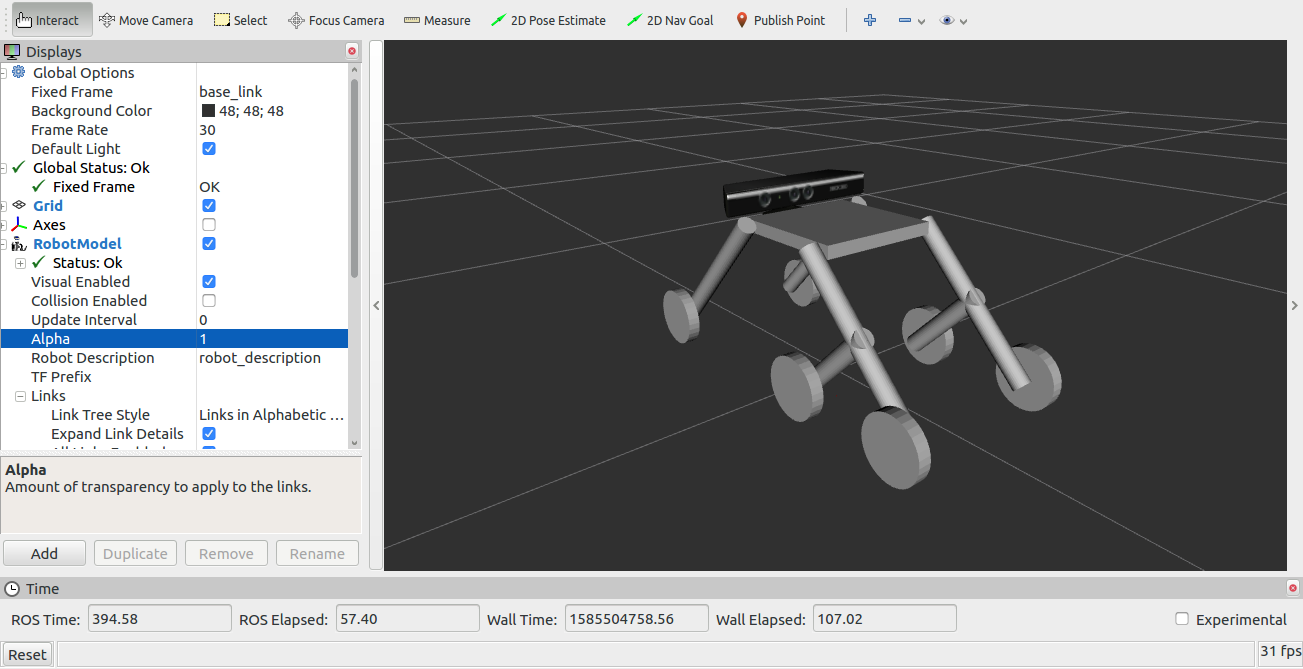 Interact Move Camera Select Focus Camera Measure 2D Pose Estimate 2D Nav Goal Publish Point
Displays
Global Options
Fixed Frame base_link
Background Color 48; 48; 48
Frame Rate 30
Default Light
Global Status: Ok
Fixed Frame OK
Grid
Axes
RobotModel
Status: Ok
Visual Enabled
Collision Enabled
Update Interval 0
Alpha 1
Robot Description robot_description
TF Prefix
Links
Link Tree Style Links in Alphabetic ...
Expand Link Details
Alpha
Amount of transparency to apply to the links.
Add Duplicate Remove Rename
Time
ROS Time: 394.58 ROS Elapsed: 57.40 Wall Time: 1585504758.56 Wall Elapsed: 107.02 Experimental
Reset 31 fps